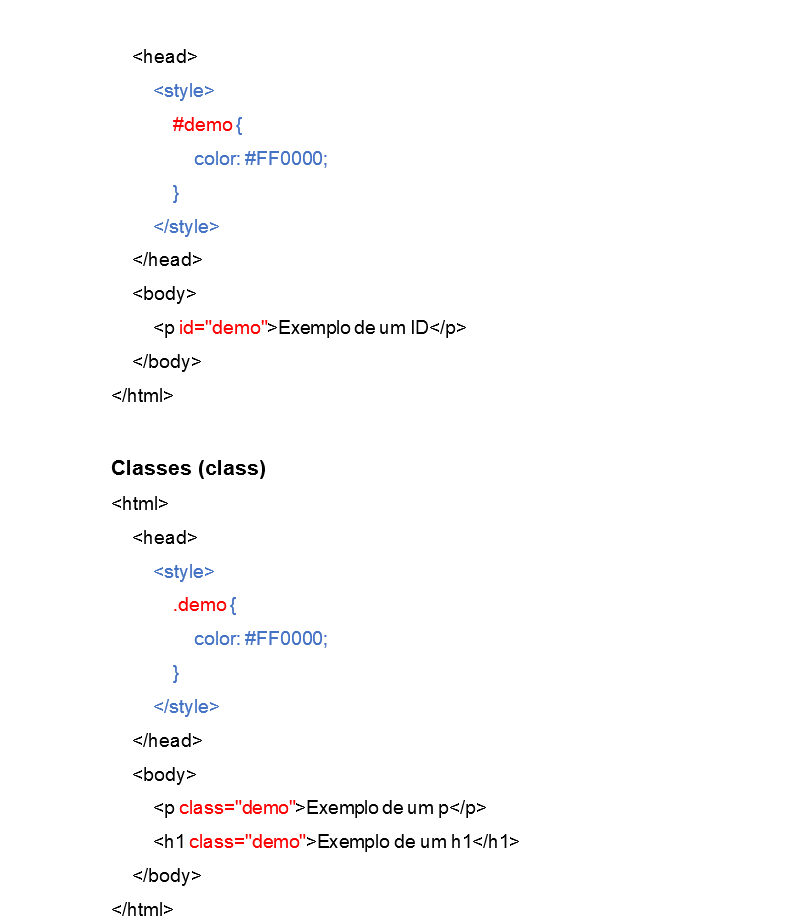 <head>
<style>
#demo {
color: #FF0000;
}
</style>
</head>
<body>
<p id="demo">Exemplo de um ID</p>
</body>
</html>
Classes (class)
<html>
<head>
<style>
.demo {
color: #FF0000;
}
</style>
</head>
<body>
<p class="demo">Exemplo de um p</p>
<h1 class="demo">Exemplo de um h1</h1>
</body>
</html>